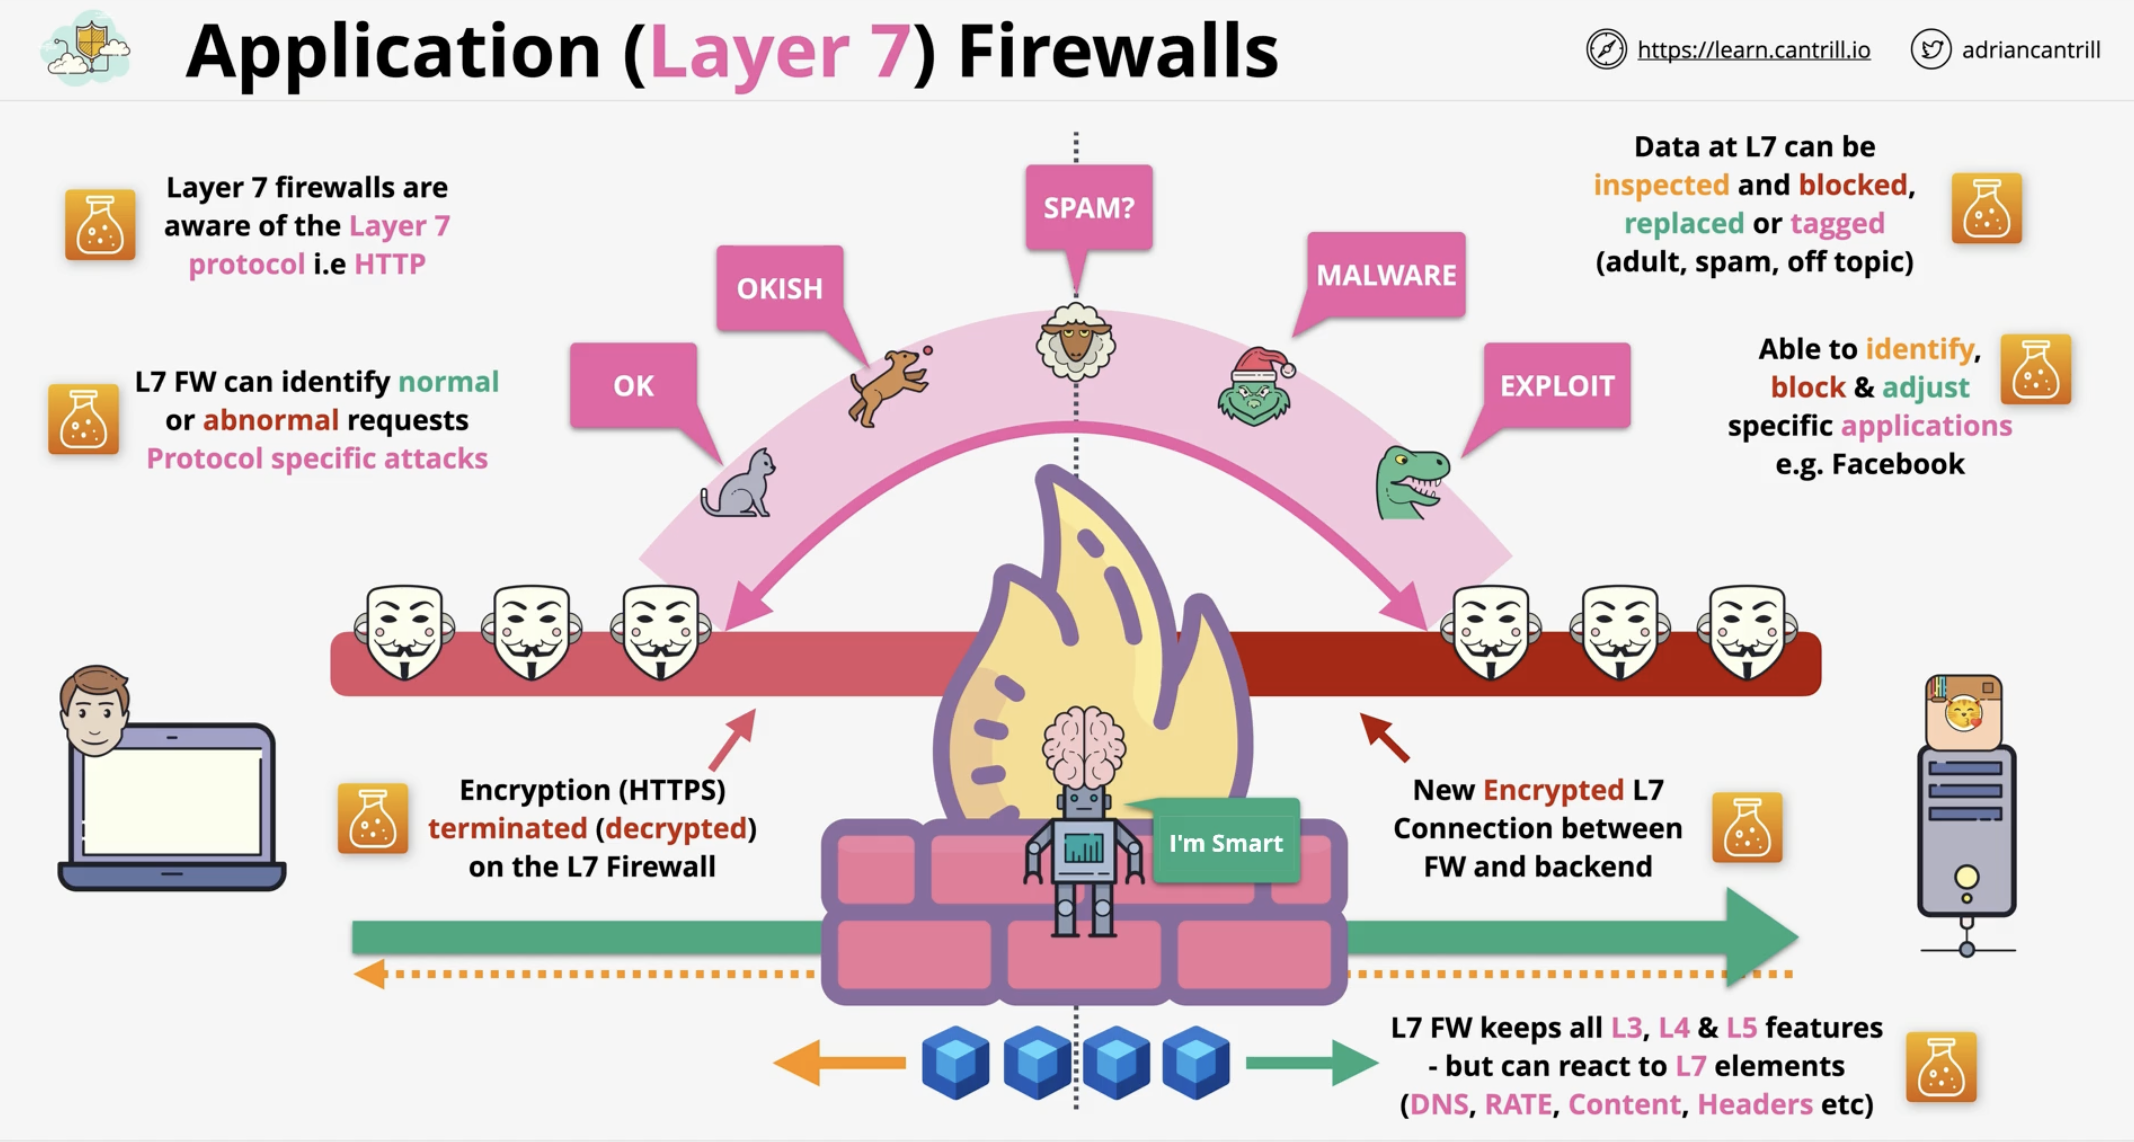 Application (Layer 7) Firewalls
https://learn.cantrill.io
adriancantrill
Layer 7 firewalls are
aware of the Layer 7
protocol i.e HTTP
L7 FW can identify normal
or abnormal requests
Protocol specific attacks
OK
OKISH
SPAM?
MALWARE
EXPLOIT
Data at L7 can be
inspected and blocked,
replaced or tagged
(adult, spam, off topic)
Able to identify,
block & adjust
specific applications
e.g. Facebook
Encryption (HTTPS)
terminated (decrypted)
on the L7 Firewall
I'm Smart
New Encrypted L7
Connection between
FW and backend
L7 FW keeps all L3, L4 & L5 features
- but can react to L7 elements
(DNS, RATE, Content, Headers etc)